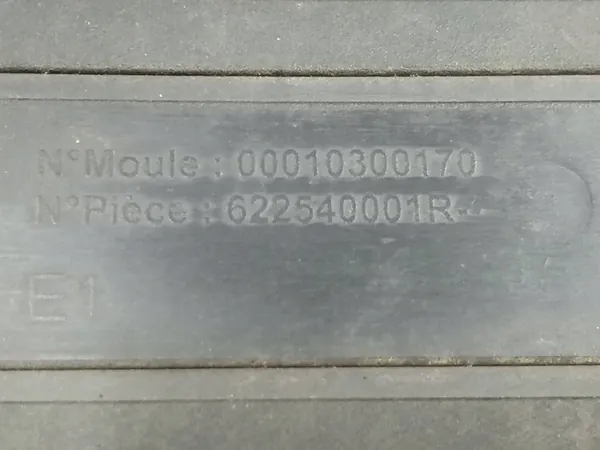 N°Moule : 00010300170
N°Pièce : 622540001R-
E1